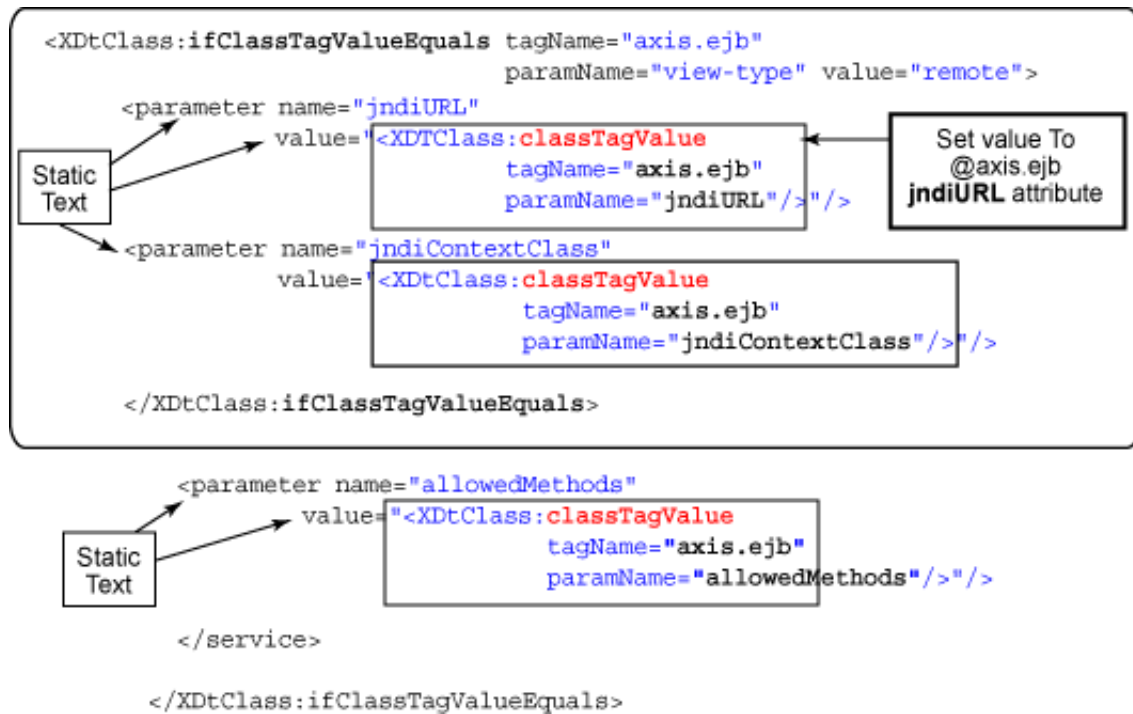 <XDtClass:ifClassTagValueEquals tagName="axis.ejb"
paramName="view-type" value="remote">
<parameter name="jndiURL"
value="<XDTClass:classTagValue
tagName="axis.ejb"
paramName="jndiURL"/>"/>
Static
Text
Set value To
@axis.ejb
jndiURL attribute
<parameter name="jndiContextClass"
value="<XDtClass:classTagValue
tagName="axis.ejb"
paramName="jndiContextClass"/>"/>
</XDtClass:ifClassTagValueEquals>
<parameter name="allowedMethods"
value="<XDtClass:classTagValue
tagName="axis.ejb"
paramName="allowedMethods"/>"/>
Static
Text
</service>
</XDtClass:ifClassTagValueEquals>